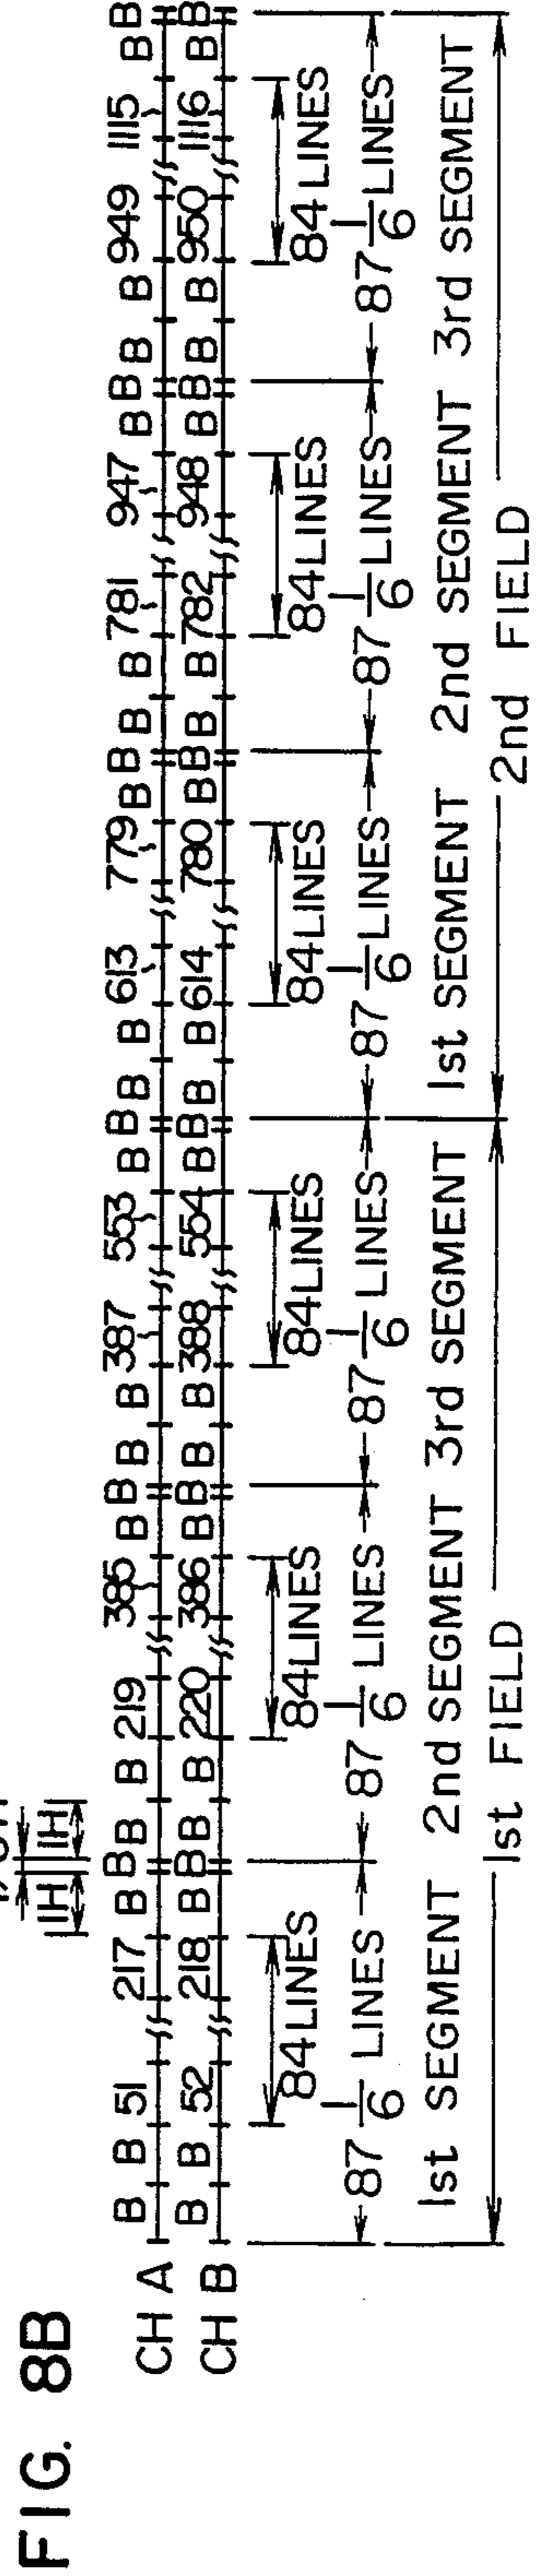 FIG. 8B
1H 1H
CH A B B 51 217 B B B B 219 385 B B B B 387 553 B B B B 613 779 B B B B 781 947 B B B B 949 1115 B B
CH B B B 52 218 B B B B 220 386 B B B B 388 554 B B B B 614 780 B B B B 782 948 B B B B 950 1116 B B
84 LINES 84 LINES 84 LINES 84 LINES 84 LINES 84 LINES
87 1/6 LINES 87 1/6 LINES 87 1/6 LINES 87 1/6 LINES 87 1/6 LINES 87 1/6 LINES
1st SEGMENT 2nd SEGMENT 3rd SEGMENT 1st SEGMENT 2nd SEGMENT 3rd SEGMENT
1st FIELD 2nd FIELD